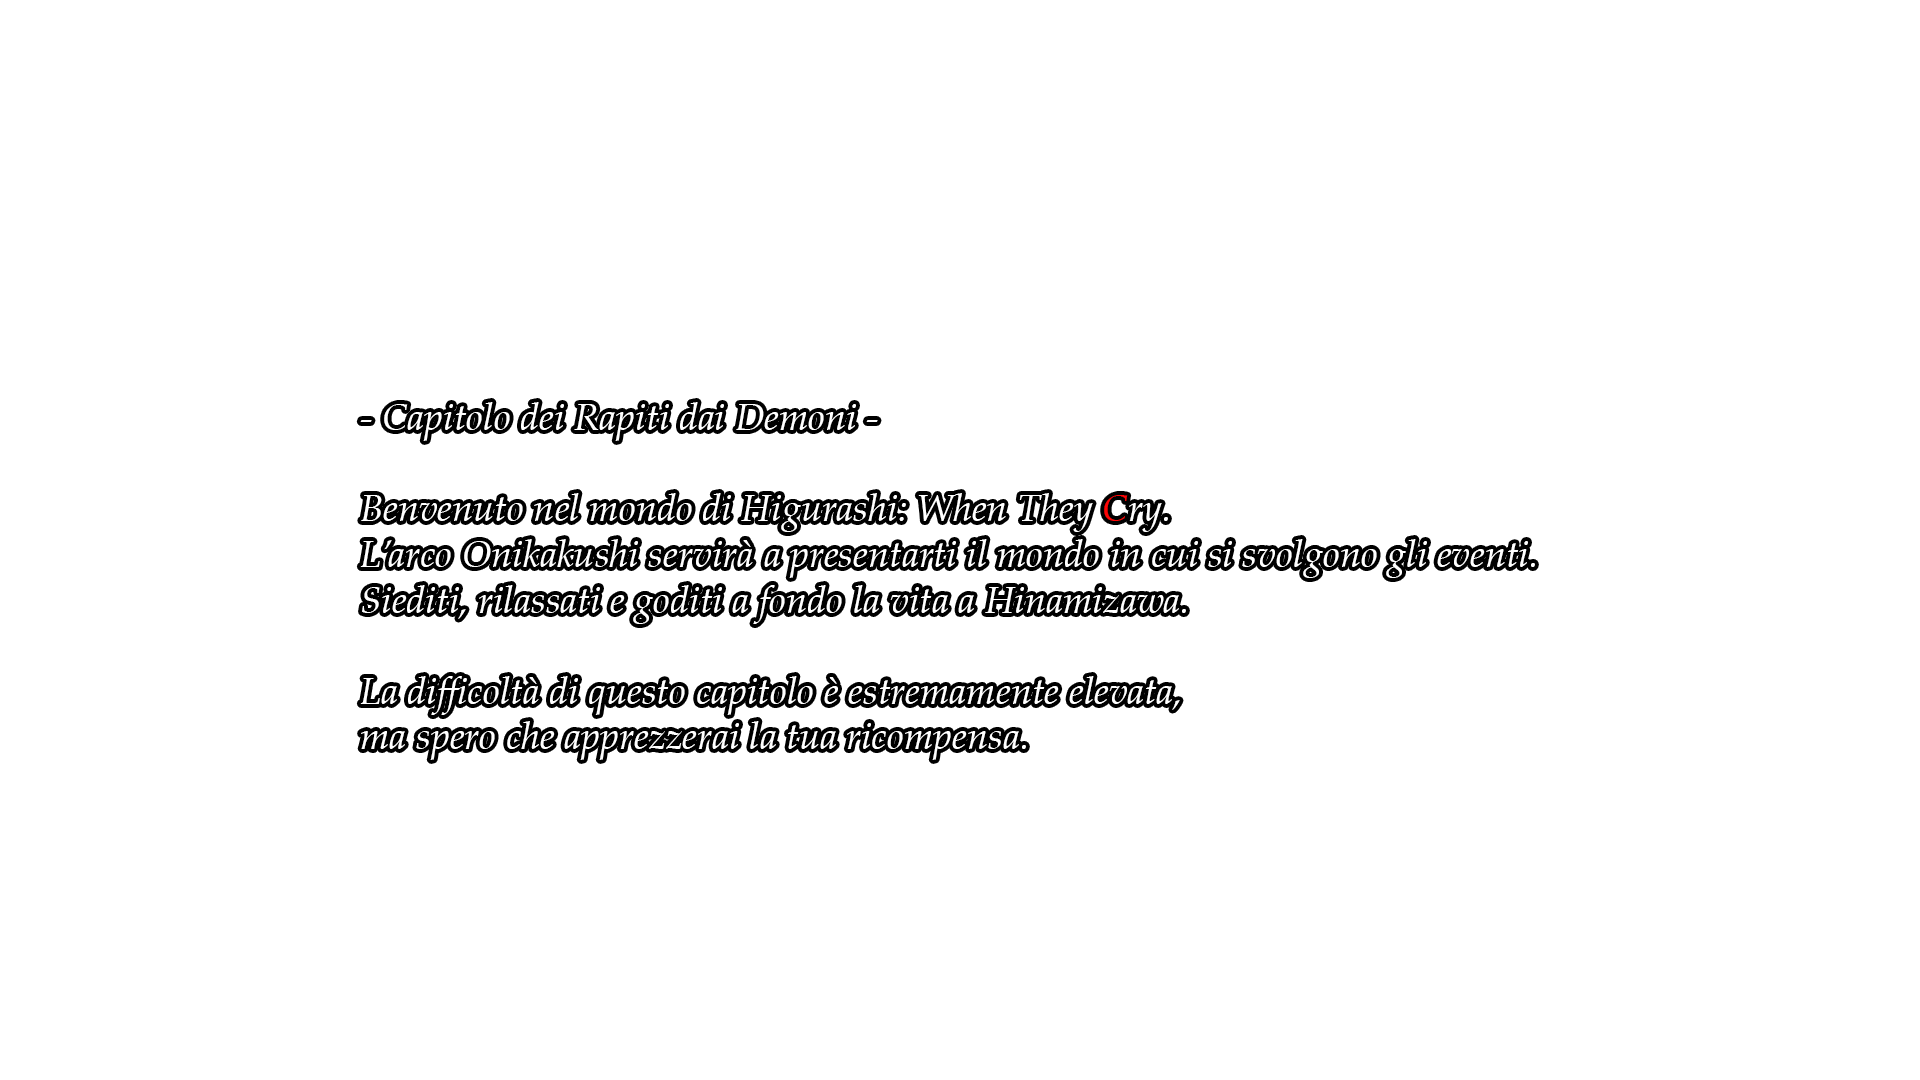 - Capitolo dei Rapiti dai Demoni -
Benvenuto nel mondo di Higurashi: When They Cry.
L'arco Onikakushi servirà a presentarti il mondo in cui si svolgono gli eventi.
Siediti, rilassati e goditi a fondo la vita a Hinamizawa.
La difficoltà di questo capitolo è estremamente elevata,
ma spero che apprezzerai la tua ricompensa.